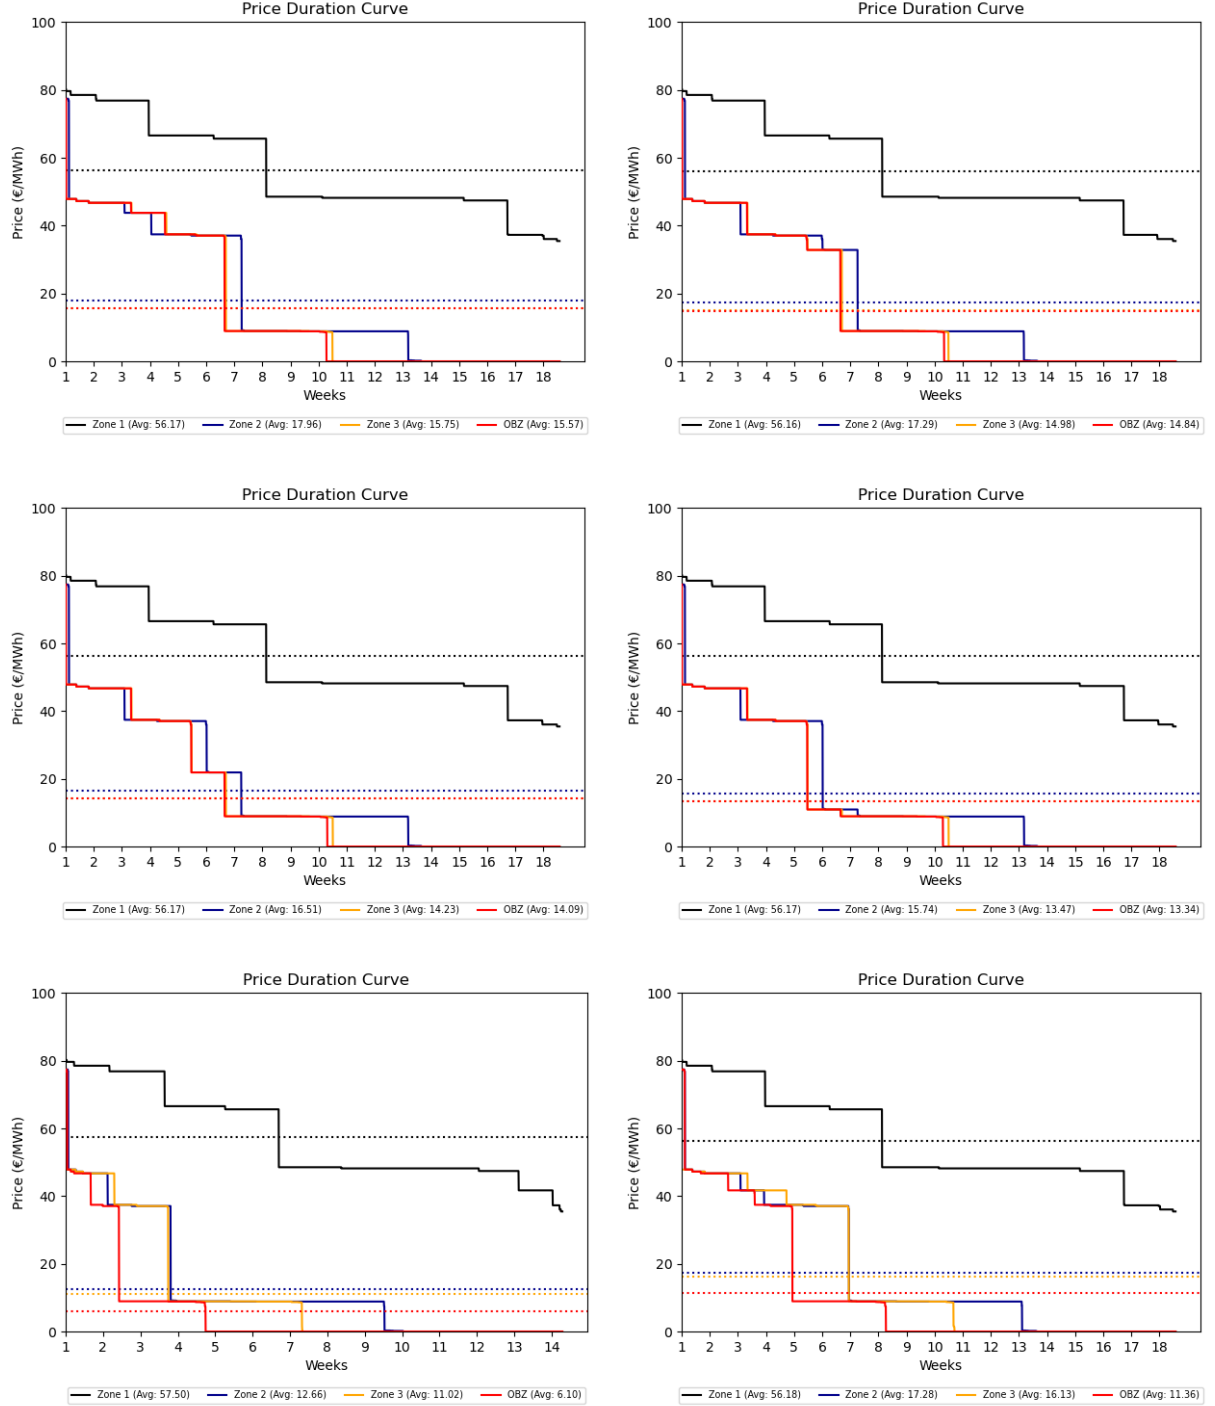 Price Duration Curve
100
80
60
40
20
0
Price (€/MWh)
1 2 3 4 5 6 7 8 9 10 11 12 13 14 15 16 17 18
Weeks
Zone 1 (Avg: 56.17) Zone 2 (Avg: 17.96) Zone 3 (Avg: 15.75) OBZ (Avg: 15.57)
Price Duration Curve
100
80
60
40
20
0
Price (€/MWh)
1 2 3 4 5 6 7 8 9 10 11 12 13 14 15 16 17 18
Weeks
Zone 1 (Avg: 56.16) Zone 2 (Avg: 17.29) Zone 3 (Avg: 14.98) OBZ (Avg: 14.84)
Price Duration Curve
100
80
60
40
20
0
Price (€/MWh)
1 2 3 4 5 6 7 8 9 10 11 12 13 14 15 16 17 18
Weeks
Zone 1 (Avg: 56.17) Zone 2 (Avg: 16.51) Zone 3 (Avg: 14.23) OBZ (Avg: 14.09)
Price Duration Curve
100
80
60
40
20
0
Price (€/MWh)
1 2 3 4 5 6 7 8 9 10 11 12 13 14 15 16 17 18
Weeks
Zone 1 (Avg: 56.17) Zone 2 (Avg: 15.74) Zone 3 (Avg: 13.47) OBZ (Avg: 13.34)
Price Duration Curve
100
80
60
40
20
0
Price (€/MWh)
1 2 3 4 5 6 7 8 9 10 11 12 13 14
Weeks
Zone 1 (Avg: 57.50) Zone 2 (Avg: 12.66) Zone 3 (Avg: 11.02) OBZ (Avg: 6.10)
Price Duration Curve
100
80
60
40
20
0
Price (€/MWh)
1 2 3 4 5 6 7 8 9 10 11 12 13 14 15 16 17 18
Weeks
Zone 1 (Avg: 56.18) Zone 2 (Avg: 17.28) Zone 3 (Avg: 16.13) OBZ (Avg: 11.36)